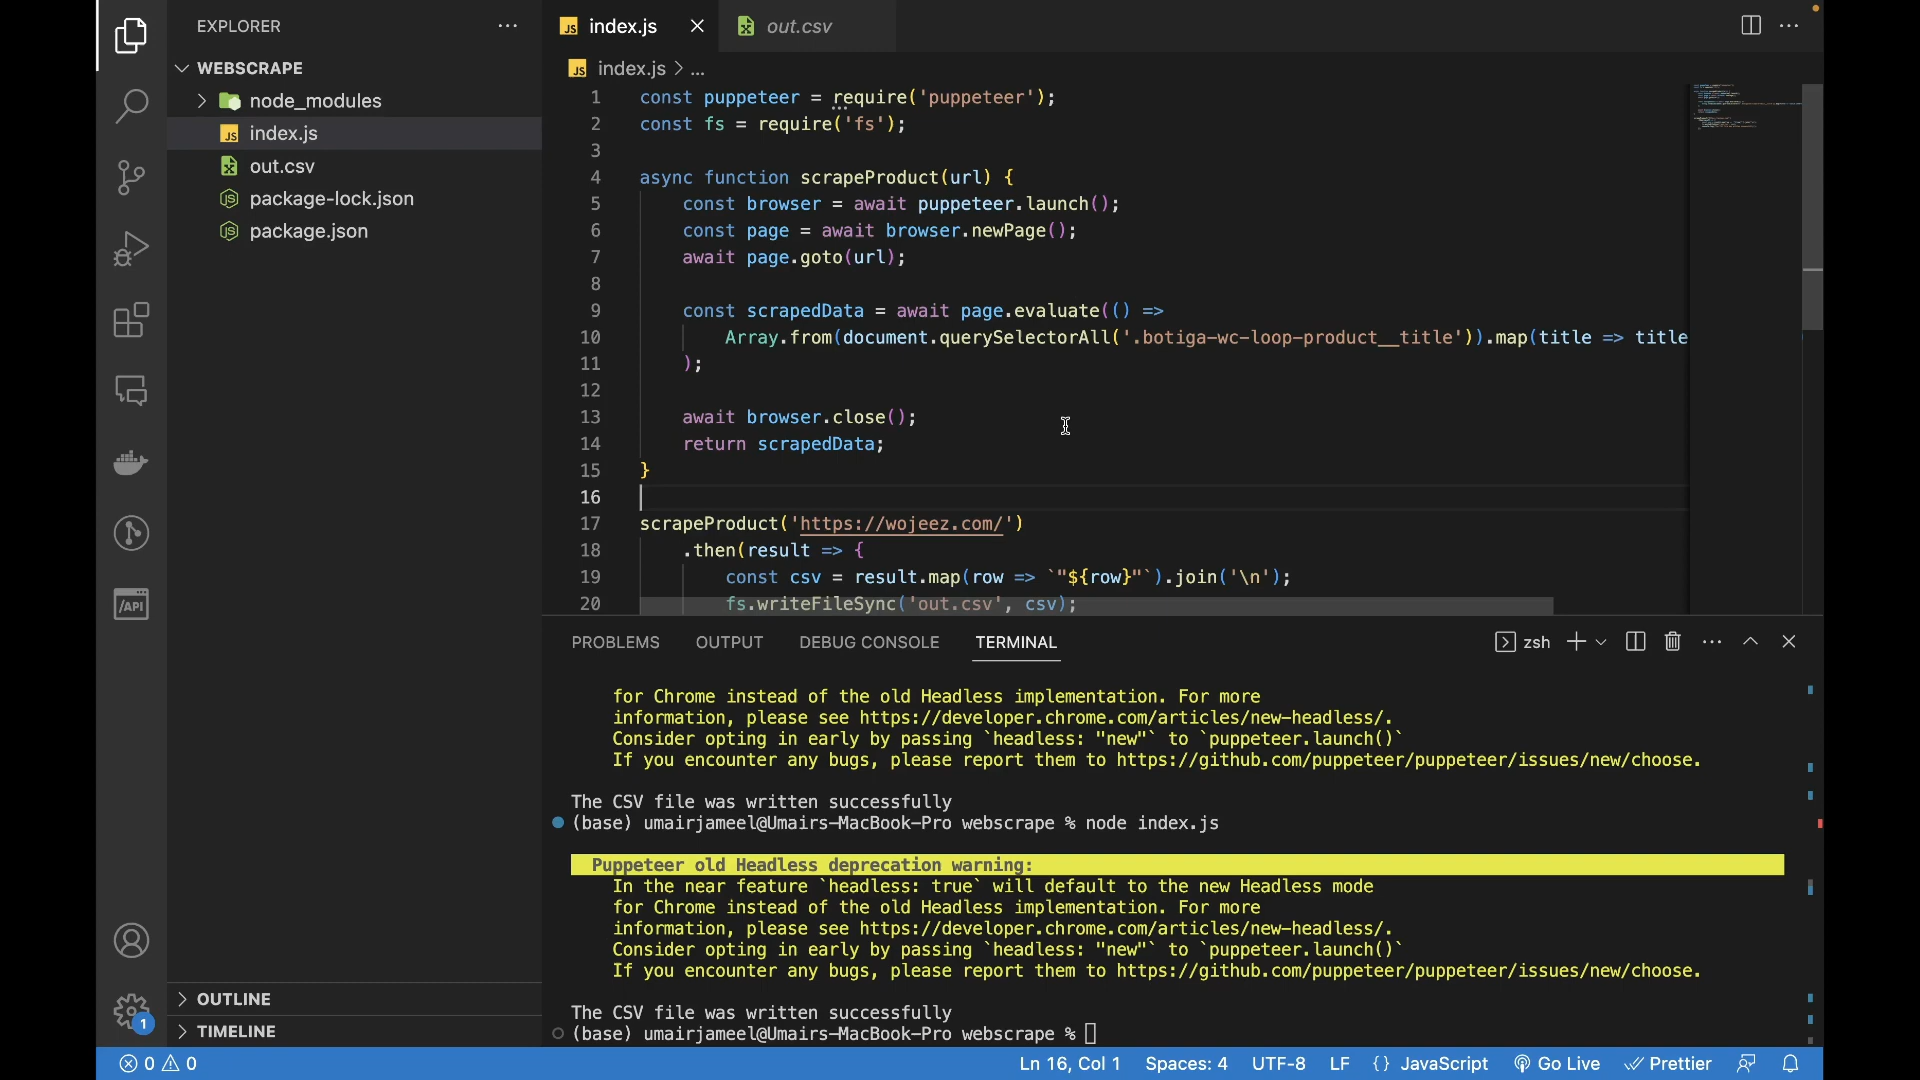 EXPLORER
WEBSCRAPE
node_modules
index.js
out.csv
package-lock.json
package.json
OUTLINE
TIMELINE
index.js
out.csv
index.js > ...
1 const puppeteer = require('puppeteer');
2 const fs = require('fs');
3
4 async function scrapeProduct(url) {
5 const browser = await puppeteer.launch();
6 const page = await browser.newPage();
7 await page.goto(url);
8
9 const scrapedData = await page.evaluate(() =>
10 Array.from(document.querySelectorAll('.botiga-wc-loop-product__title')).map(title => title
11 );
12
13 await browser.close();
14 return scrapedData;
15 }
16
17 scrapeProduct('https://wojeez.com/')
18 .then(result => {
19 const csv = result.map(row => `"${row}"`).join('\n');
20 fs.writeFileSync('out.csv', csv);
PROBLEMS OUTPUT DEBUG CONSOLE TERMINAL zsh
for Chrome instead of the old Headless implementation. For more
information, please see https://developer.chrome.com/articles/new-headless/.
Consider opting in early by passing `headless: "new"` to `puppeteer.launch()`
If you encounter any bugs, please report them to https://github.com/puppeteer/puppeteer/issues/new/choose.
The CSV file was written successfully
(base) umairjameel@Umairs-MacBook-Pro webscrape % node index.js
Puppeteer old Headless deprecation warning:
In the near feature `headless: true` will default to the new Headless mode
for Chrome instead of the old Headless implementation. For more
information, please see https://developer.chrome.com/articles/new-headless/.
Consider opting in early by passing `headless: "new"` to `puppeteer.launch()`
If you encounter any bugs, please report them to https://github.com/puppeteer/puppeteer/issues/new/choose.
The CSV file was written successfully
(base) umairjameel@Umairs-MacBook-Pro webscrape %
/API
1
0 0 Ln 16, Col 1 Spaces: 4 UTF-8 LF {} JavaScript Go Live Prettier